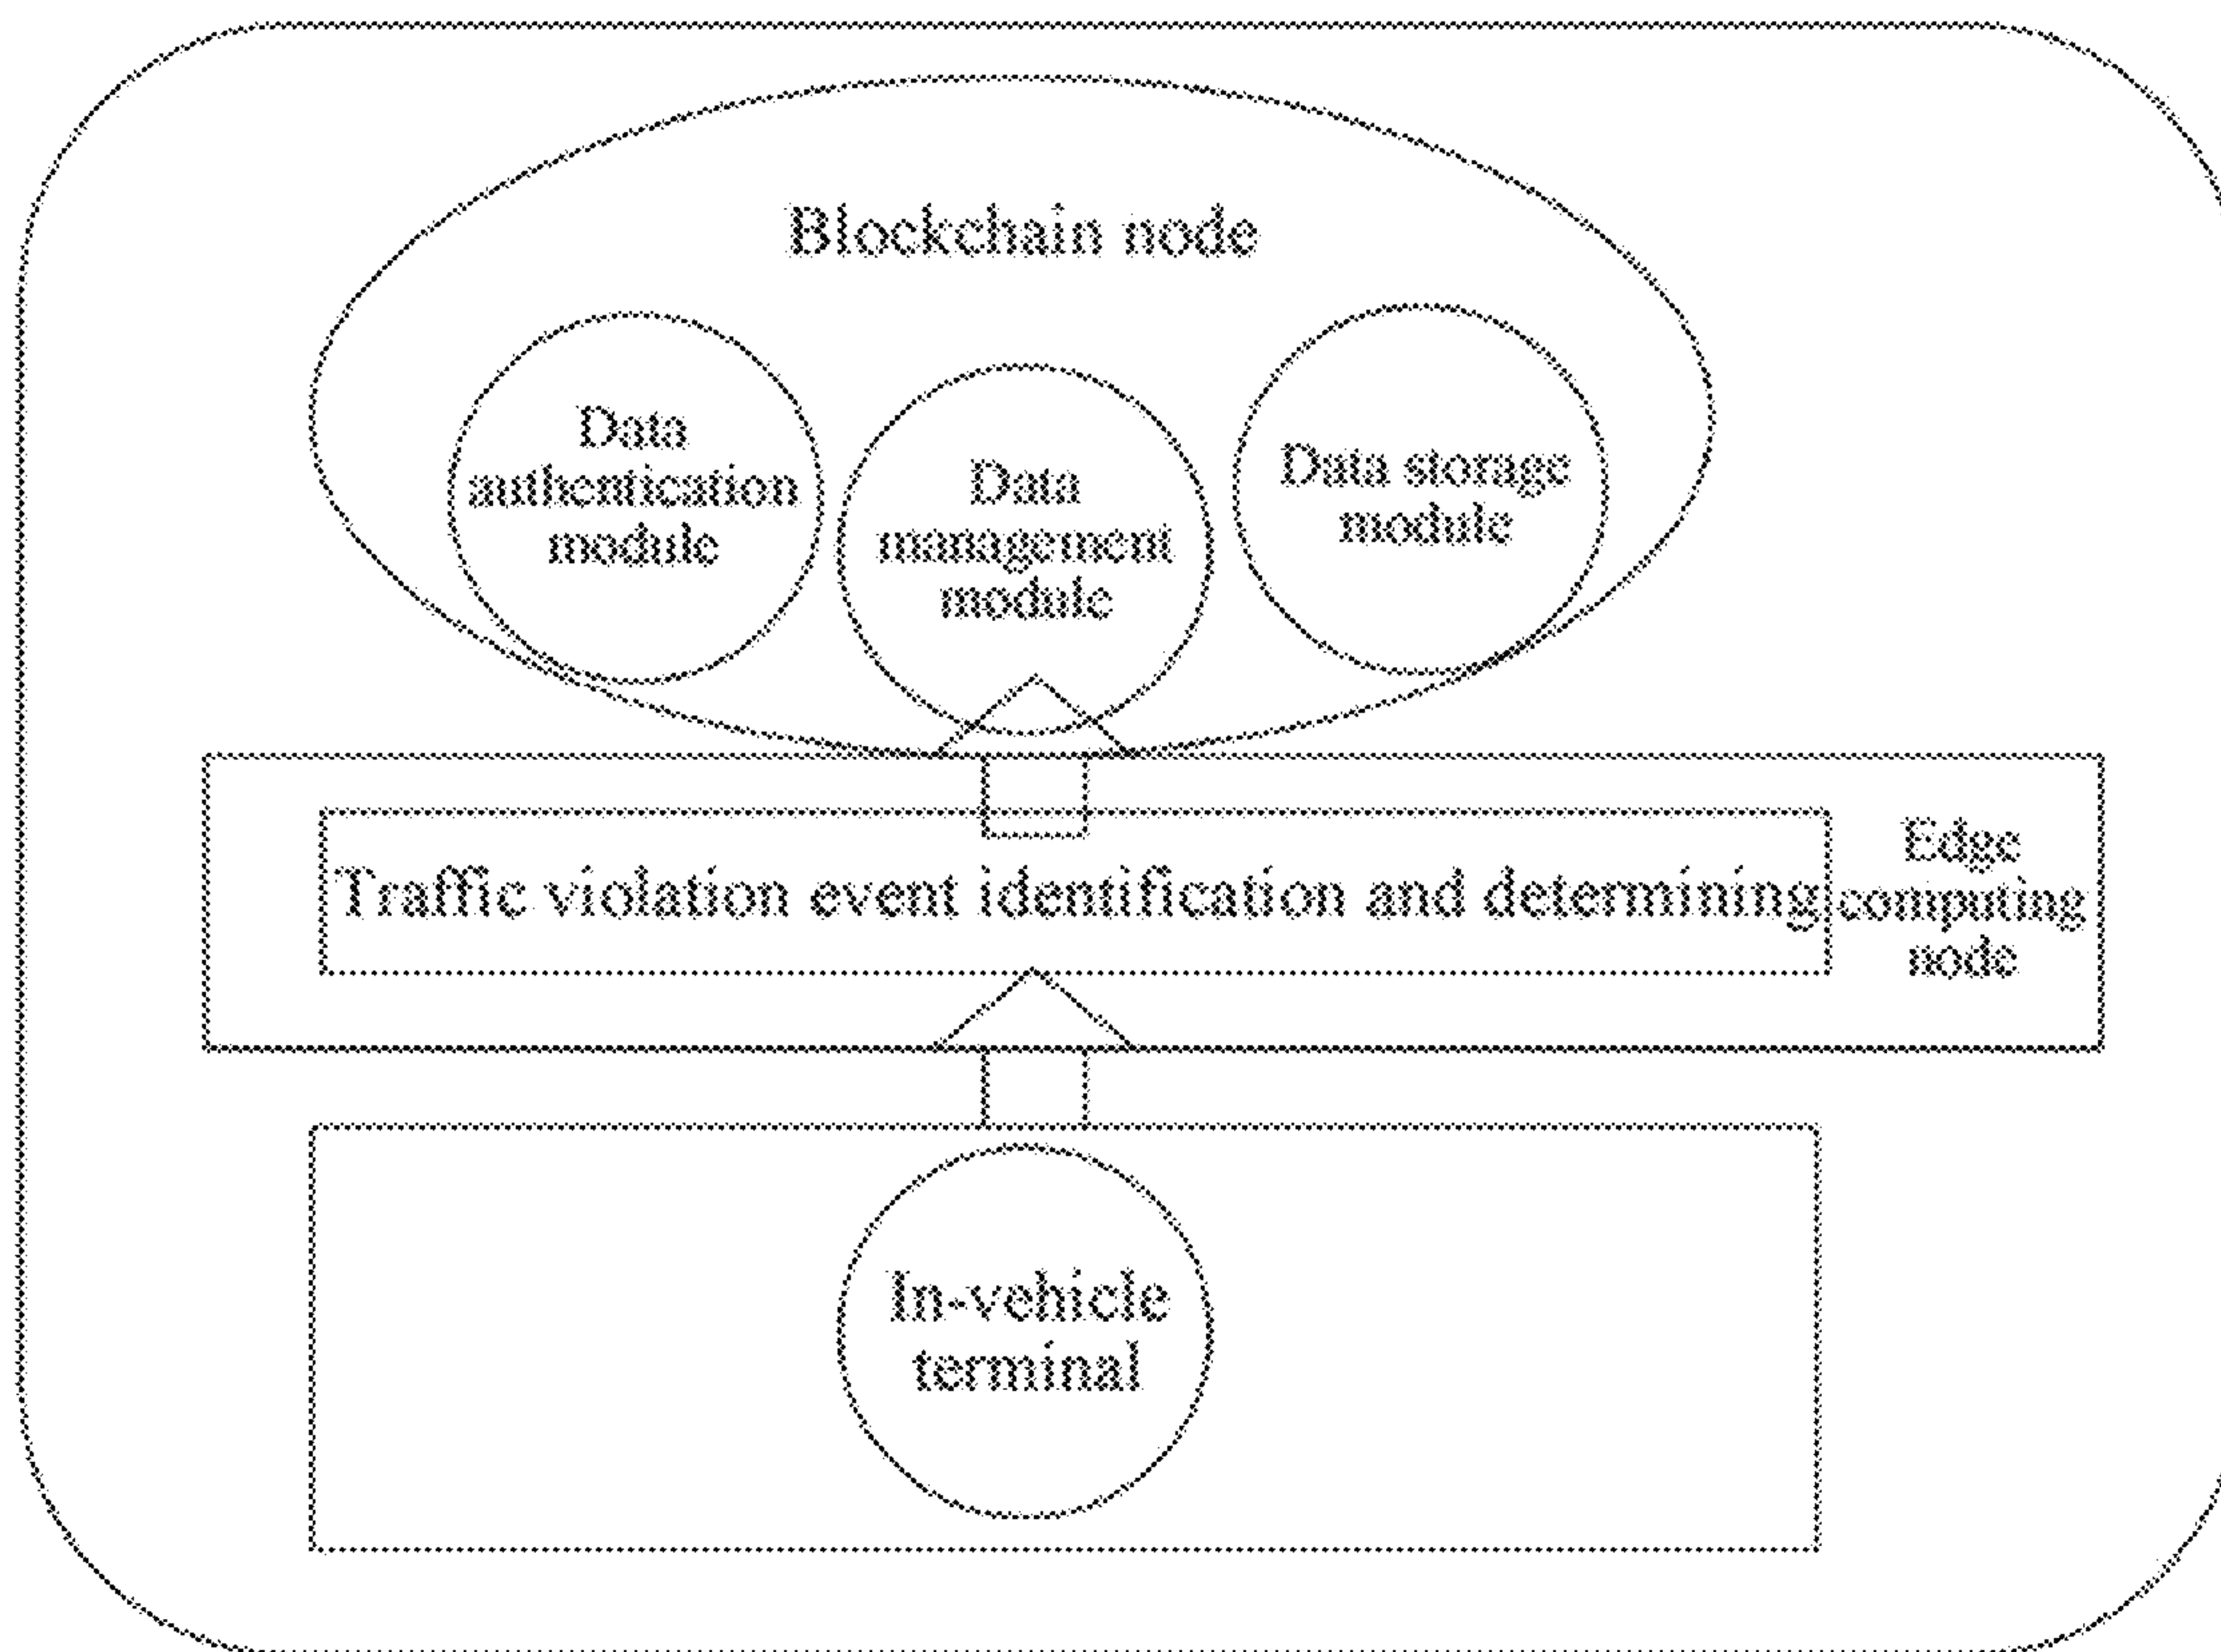 Blockchain node
Data
authentication
module
Data
management
module
Data storage
module
Traffic violation event identification and determining
Edge
computing
node
In-vehicle
terminal